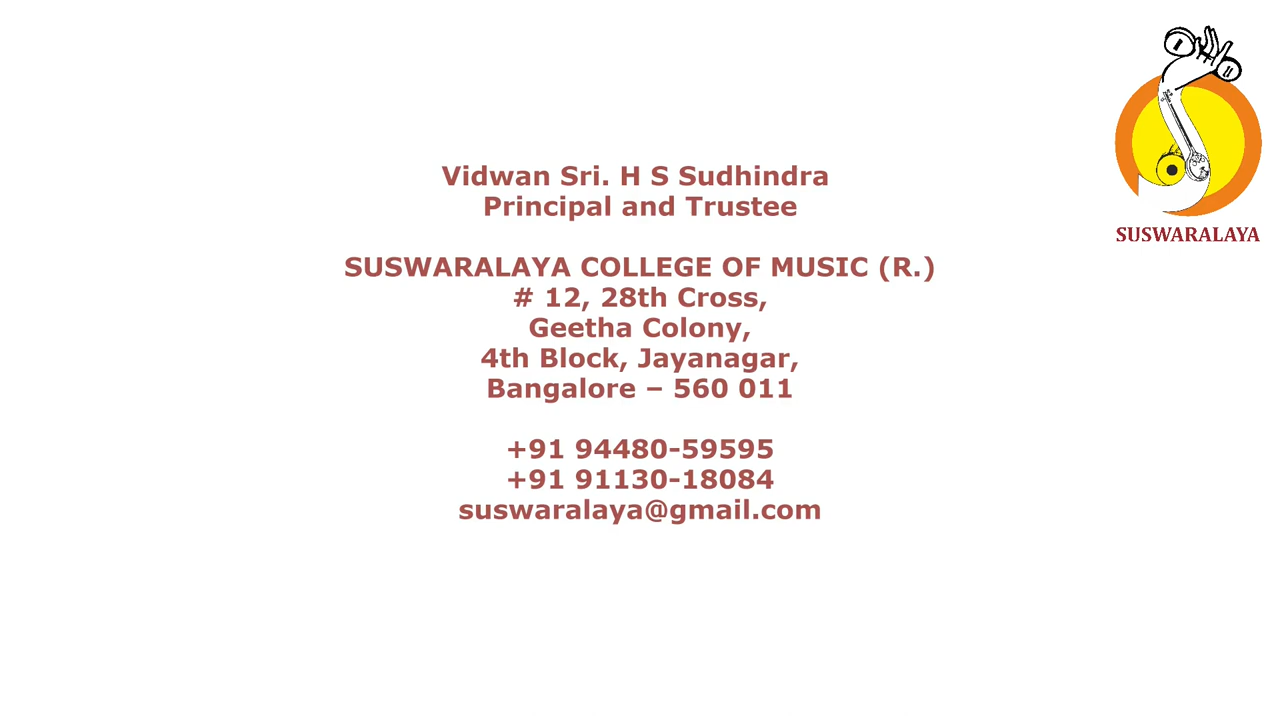 Vidwan Sri. H S Sudhindra
Principal and Trustee
SUSWARALAYA COLLEGE OF MUSIC (R.)
# 12, 28th Cross,
Geetha Colony,
4th Block, Jayanagar,
Bangalore – 560 011
+91 94480-59595
+91 91130-18084
suswaralaya@gmail.com
SUSWARALAYA